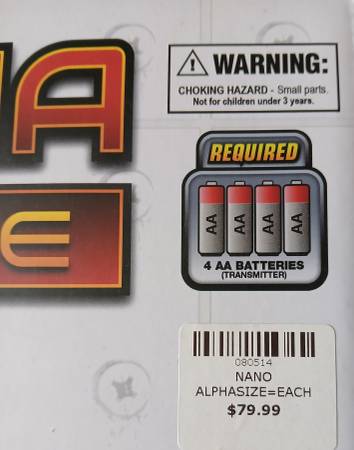 A
WARNING:
CHOKING HAZARD - Small parts.
Not for children under 3 years.
REQUIRED
AA AA AA AA
E
4 AA BATTERIES
(TRANSMITTER)
080514
NANO
ALPHASIZE=EACH
$79.99